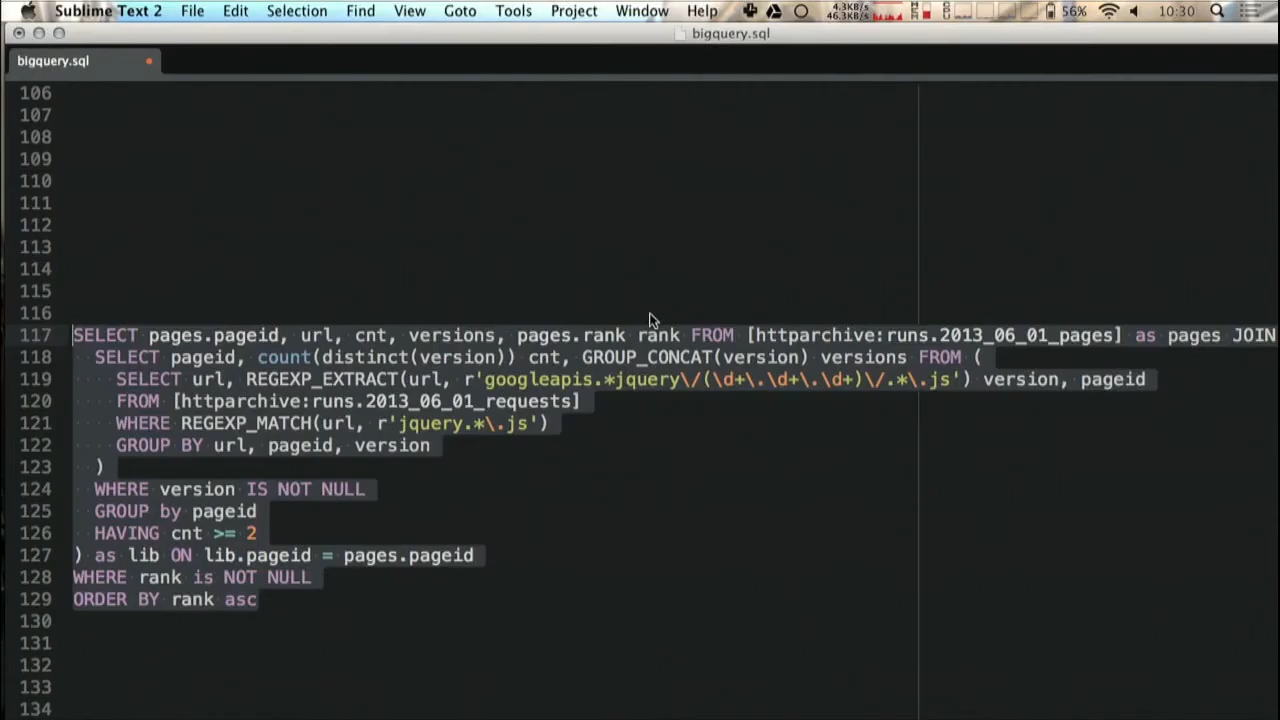 Sublime Text 2 File Edit Selection Find View Goto Tools Project Window Help 4.3KB/s 46.3KB/s 56% 10:30
bigquery.sql
bigquery.sql
106
107
108
109
110
111
112
113
114
115
116
117 SELECT pages.pageid, url, cnt, versions, pages.rank rank FROM [httparchive:runs.2013_06_01_pages] as pages JOIN
118 SELECT pageid, count(distinct(version)) cnt, GROUP_CONCAT(version) versions FROM (
119 SELECT url, REGEXP_EXTRACT(url, r'googleapis.*jquery\/(\d+\.\d+\.\d+)\/.*\.js') version, pageid
120 FROM [httparchive:runs.2013_06_01_requests]
121 WHERE REGEXP_MATCH(url, r'jquery.*\.js')
122 GROUP BY url, pageid, version
123 )
124 WHERE version IS NOT NULL
125 GROUP by pageid
126 HAVING cnt >= 2
127 ) as lib ON lib.pageid = pages.pageid
128 WHERE rank is NOT NULL
129 ORDER BY rank asc
130
131
132
133
134